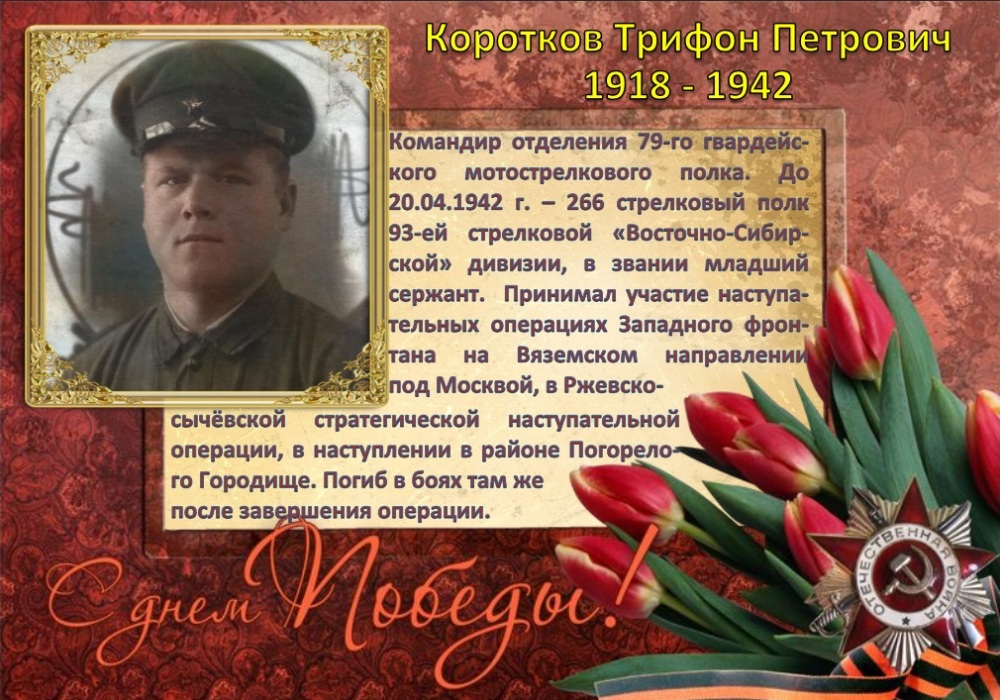 Коротков Трифон Петрович
1918 - 1942
Командир отделения 79-го гвардейс-
кого мотострелкового полка. До
20.04.1942 г. – 266 стрелковый полк
93-ей стрелковой «Восточно-Сибир-
ской» дивизии, в звании младший
сержант. Принимал участие наступа-
тельных операциях Западного фрон-
тана на Вяземском направлении
под Москвой, в Ржевско-
сычёвской стратегической наступательной
операции, в наступлении в районе Погорело-
го Городище. Погиб в боях там же
после завершения операции.
С днем Победы!
ОТЕЧЕСТВЕННАЯ ВОЙНА